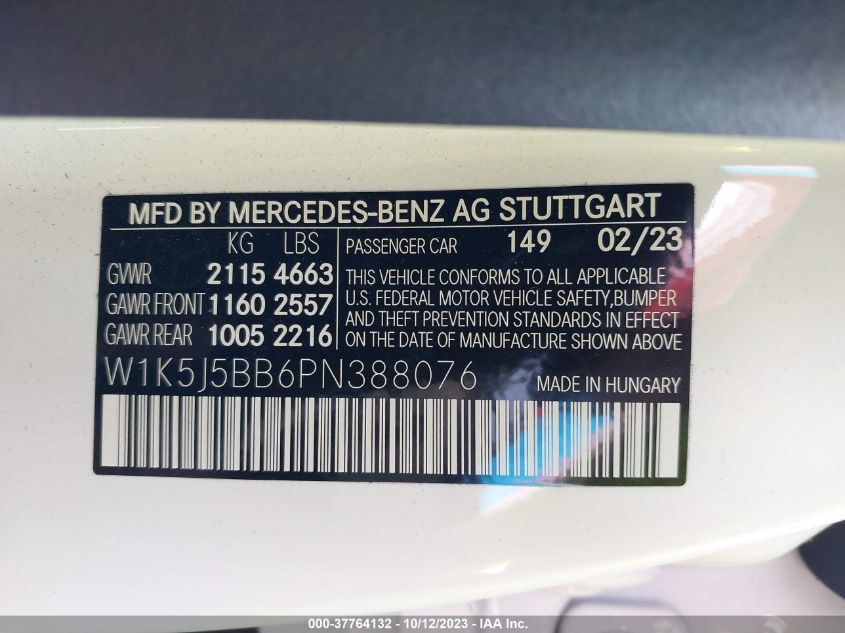 MFD BY MERCEDES-BENZ AG STUTTGART
KG LBS
GVWR 2115 4663
GAWR FRONT 1160 2557
GAWR REAR 1005 2216
PASSENGER CAR 149 02/23
THIS VEHICLE CONFORMS TO ALL APPLICABLE
U.S. FEDERAL MOTOR VEHICLE SAFETY,BUMPER
AND THEFT PREVENTION STANDARDS IN EFFECT
ON THE DATE OF MANUFACTURE SHOWN ABOVE.
W1K5J5BB6PN388076 MADE IN HUNGARY
000-37764132 - 10/12/2023 - IAA Inc.